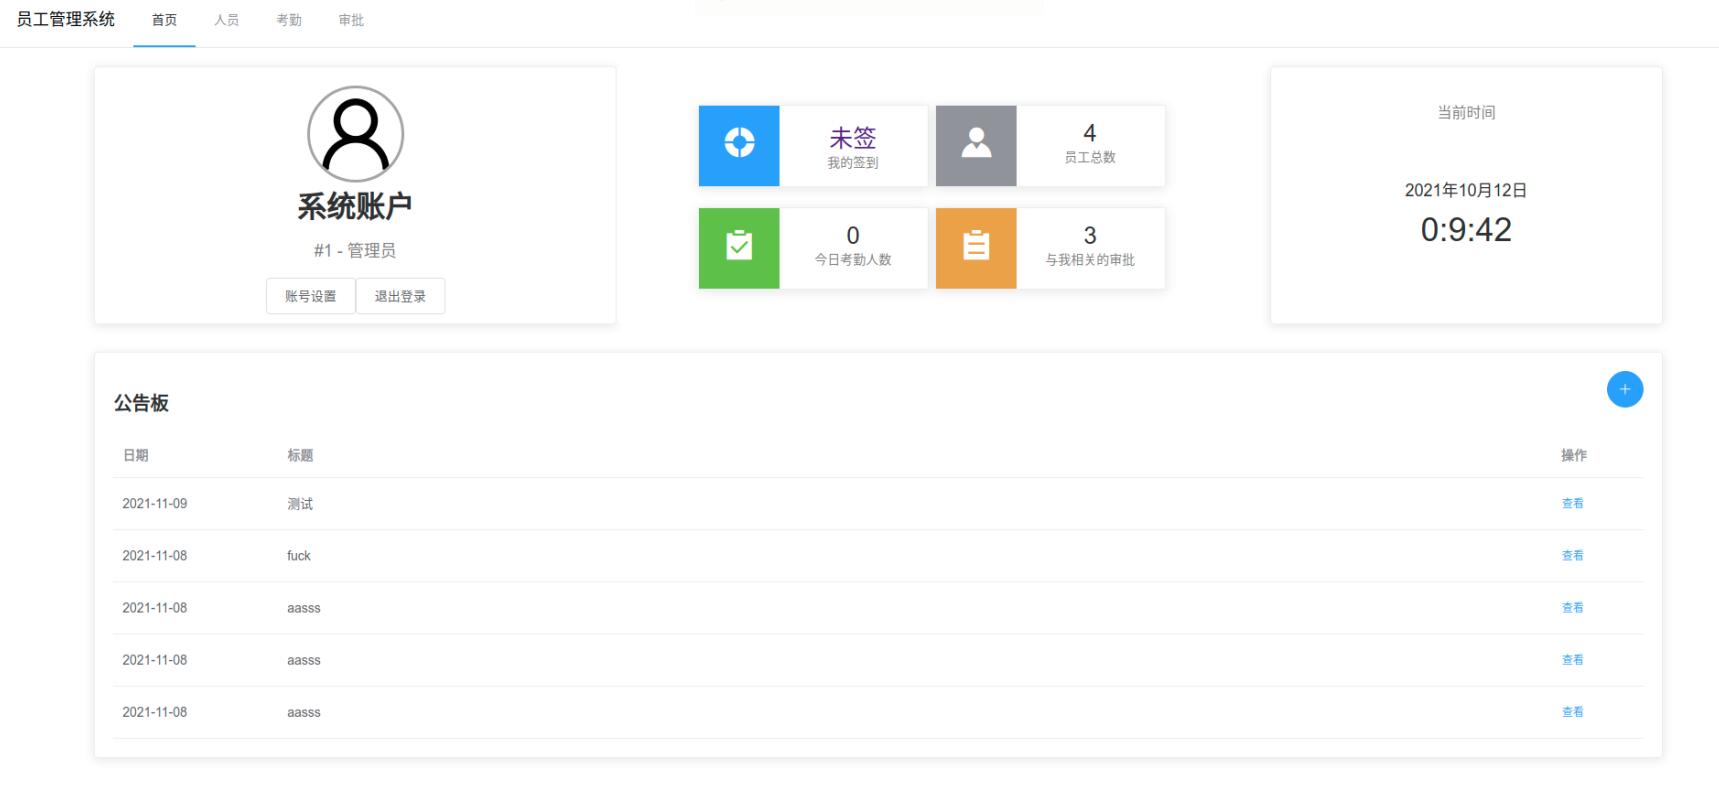 员工管理系统 首页 人员 考勤 审批
系统账户
#1 - 管理员
账号设置 退出登录
未签
我的签到
4
员工总数
0
今日考勤人数
3
与我相关的审批
当前时间
2021年10月12日
0:9:42
公告板
+
日期 标题 操作
2021-11-09 测试 查看
2021-11-08 fuck 查看
2021-11-08 aasss 查看
2021-11-08 aasss 查看
2021-11-08 aasss 查看